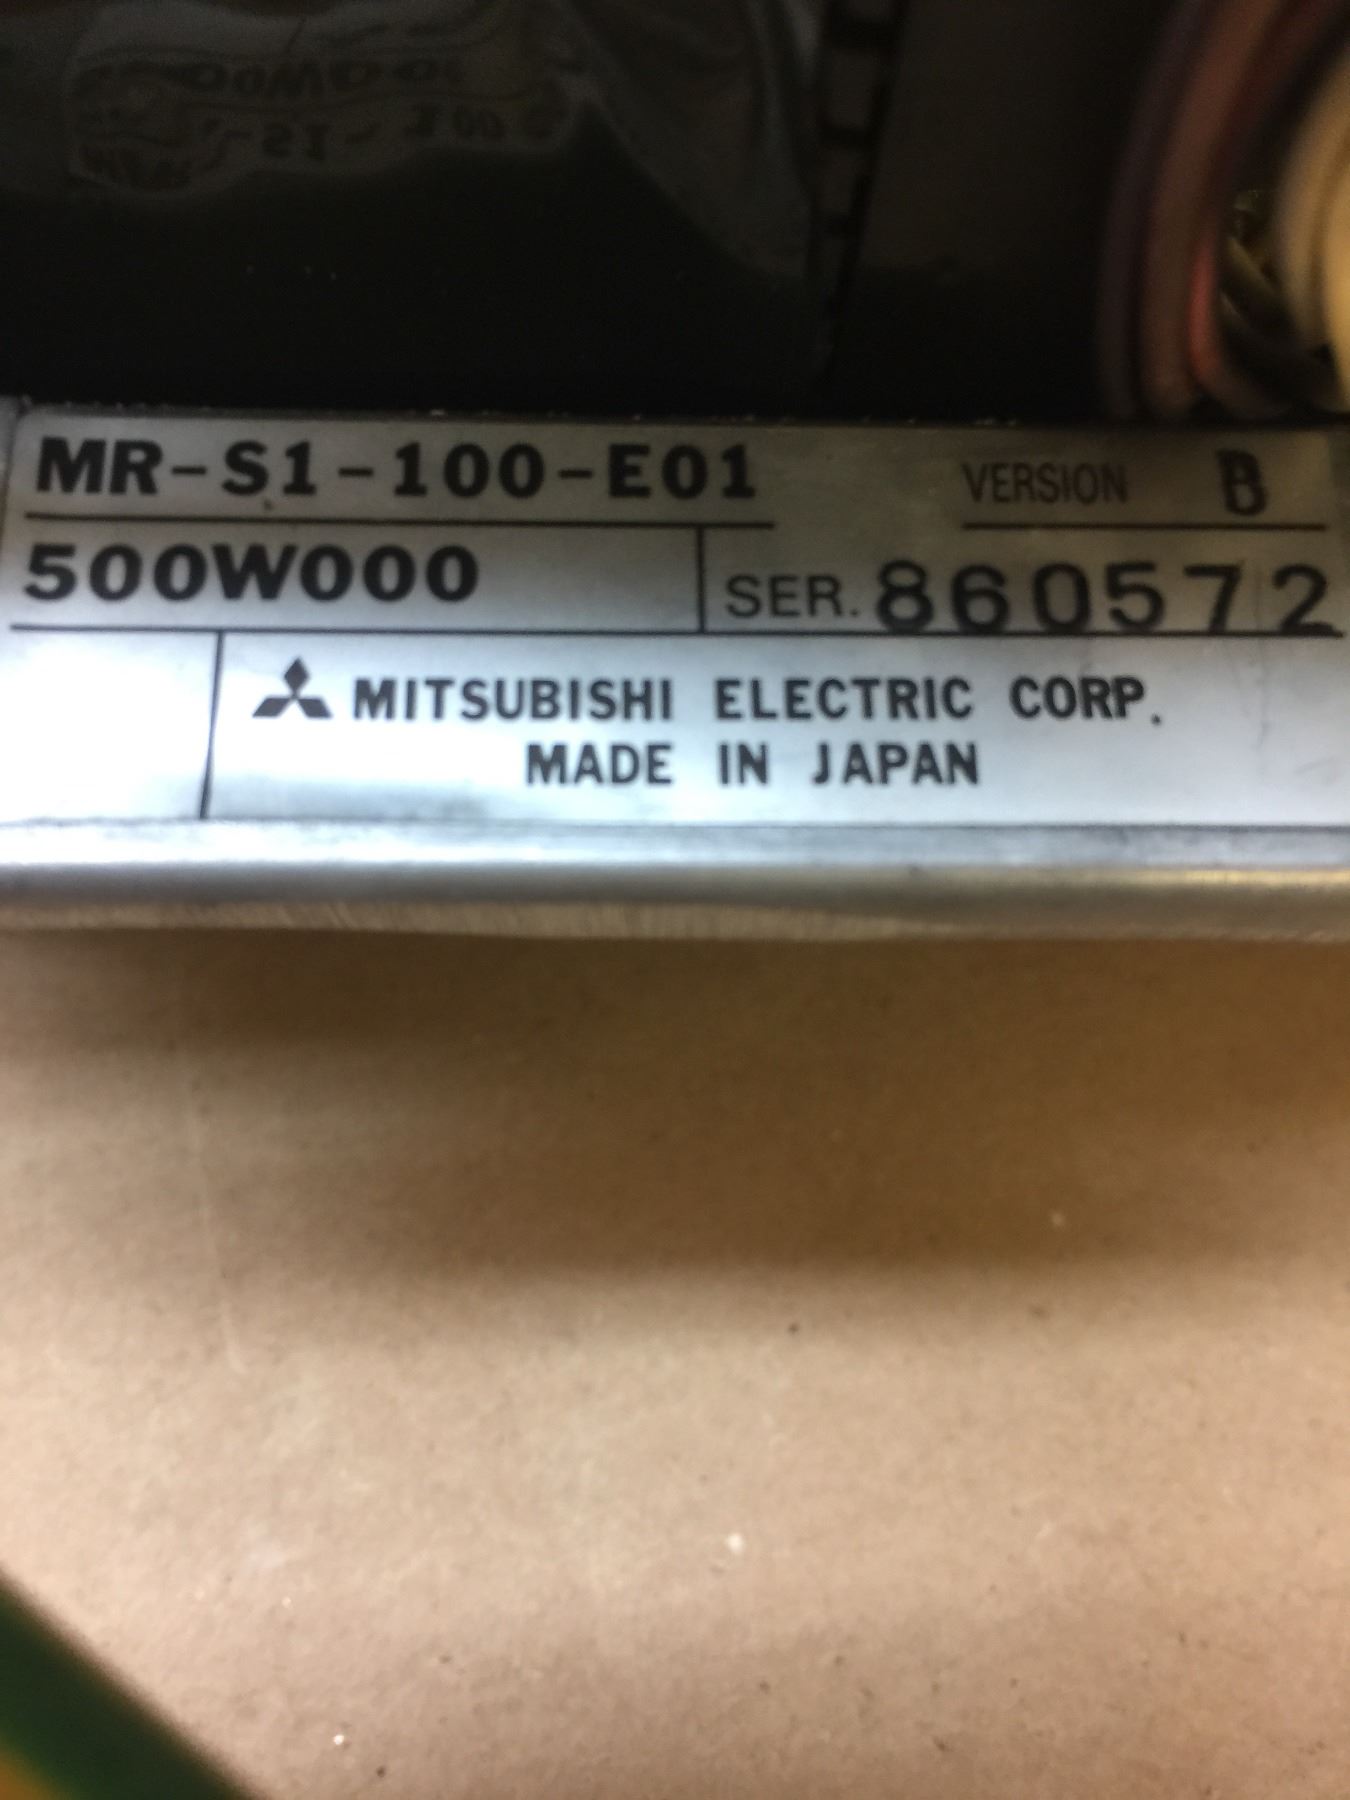 MR-S1-100-E01 VERSION B
500W000 SER. 860572
MITSUBISHI ELECTRIC CORP.
MADE IN JAPAN